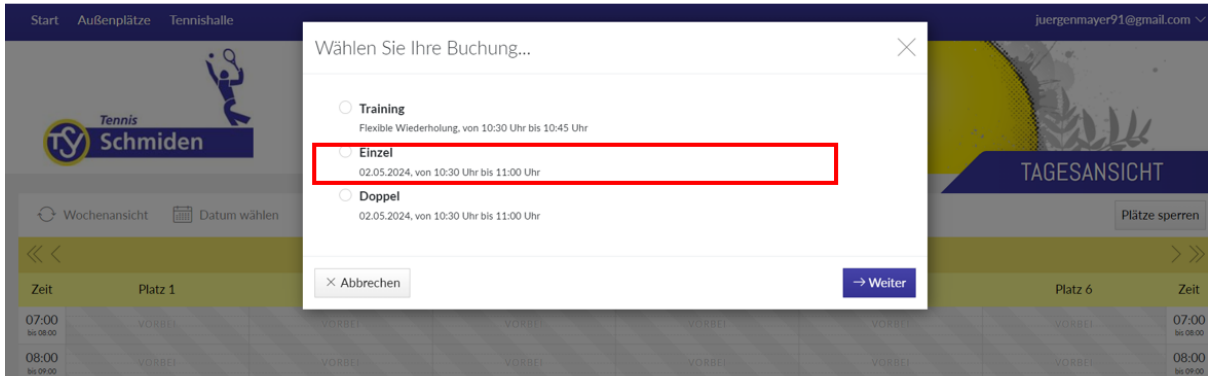 Start Außenplätze Tennishalle juergenmayer91@gmail.com
Wählen Sie Ihre Buchung...
Training
Flexible Wiederholung, von 10:30 Uhr bis 10:45 Uhr
Einzel
02.05.2024, von 10:30 Uhr bis 11:00 Uhr
Doppel
02.05.2024, von 10:30 Uhr bis 11:00 Uhr
Abbrechen
Weiter
Tennis
TSV Schmiden
TAGESANSICHT
Wochenansicht Datum wählen Plätze sperren
Zeit Platz 1 Platz 6 Zeit
07:00 VORBEI VORBEI VORBEI VORBEI VORBEI VORBEI 07:00
bis 08:00 bis 08:00
08:00 VORBEI VORBEI VORBEI VORBEI VORBEI VORBEI 08:00
bis 09:00 bis 09:00